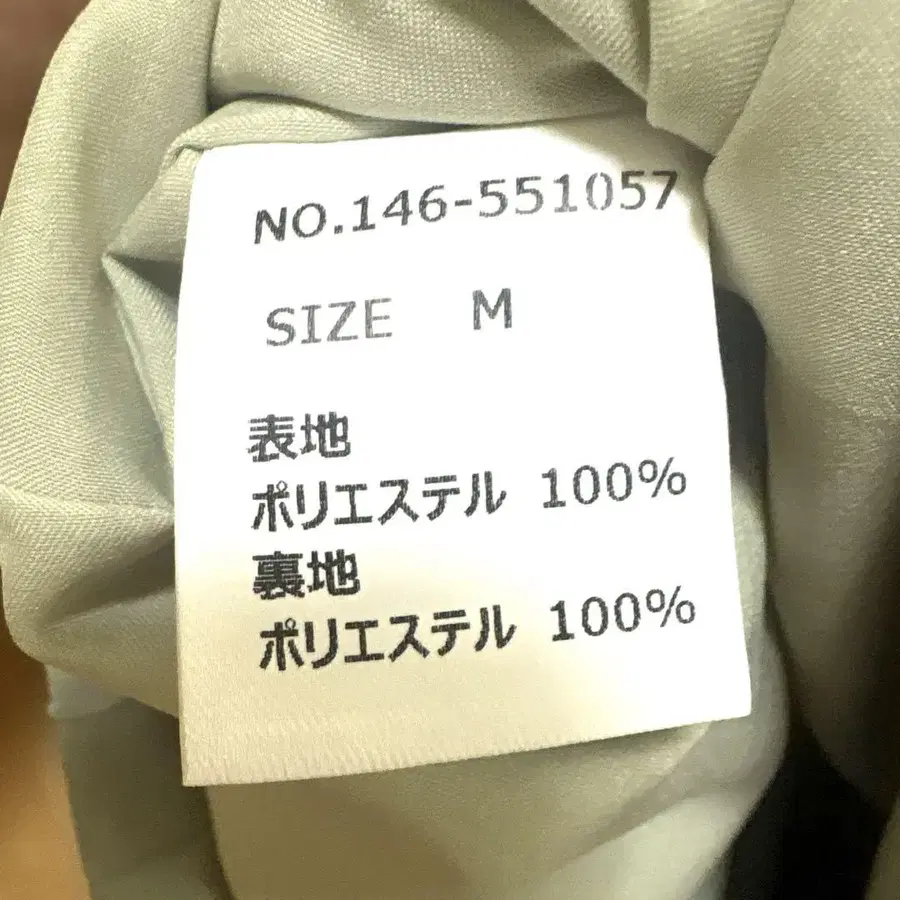 NO.146-551057
SIZE M
表地
ポリエステル 100%
裏地
ポリエステル 100%